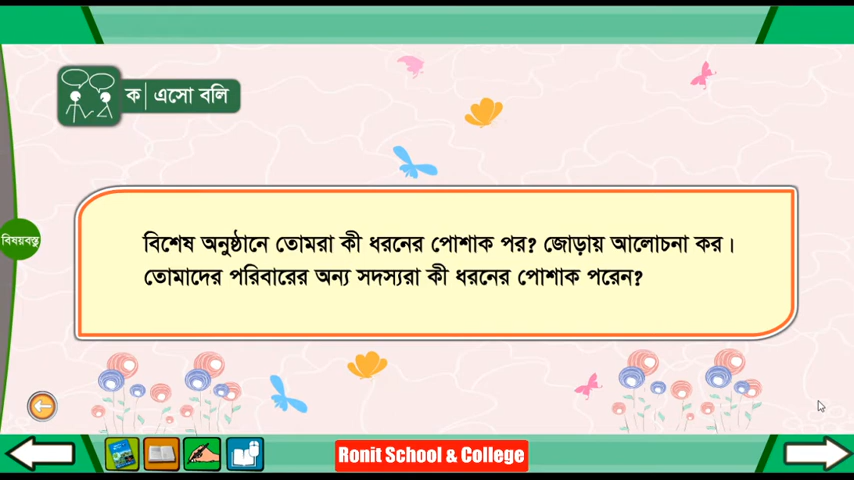 ক | এসো বলি
বিশেষ অনুষ্ঠানে তোমরা কী ধরনের পোশাক পর? জোড়ায় আলোচনা কর।
তোমাদের পরিবারের অন্য সদস্যরা কী ধরনের পোশাক পরেন?
বিষয়বস্তু
Ronit School & College